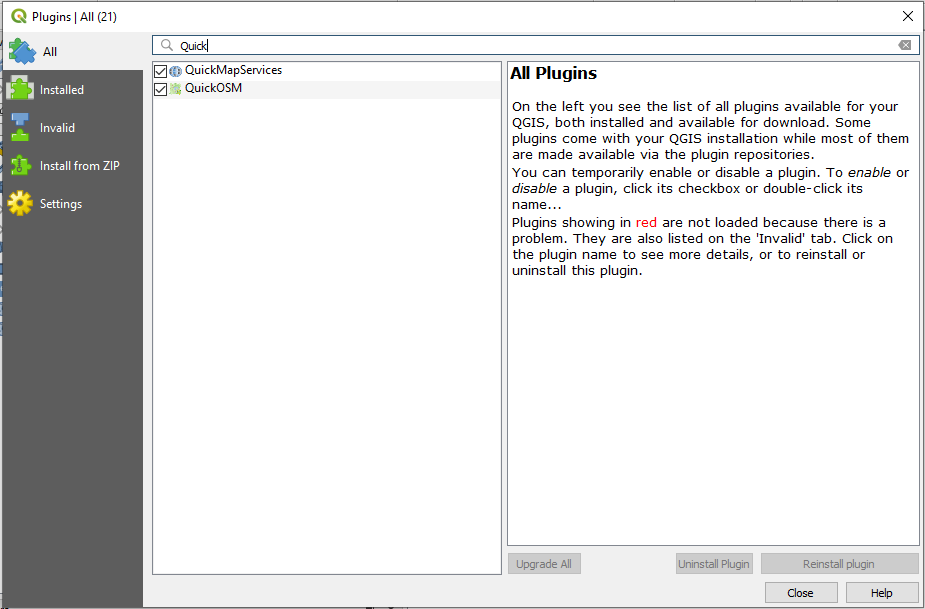 Plugins | All (21)
All
Installed
Invalid
Install from ZIP
Settings
Quick
QuickMapServices
QuickOSM
All Plugins
On the left you see the list of all plugins available for your
QGIS, both installed and available for download. Some
plugins come with your QGIS installation while most of them
are made available via the plugin repositories.
You can temporarily enable or disable a plugin. To enable or
disable a plugin, click its checkbox or double-click its
name...
Plugins showing in red are not loaded because there is a
problem. They are also listed on the 'Invalid' tab. Click on
the plugin name to see more details, or to reinstall or
uninstall this plugin.
Upgrade All
Uninstall Plugin
Reinstall plugin
Close
Help